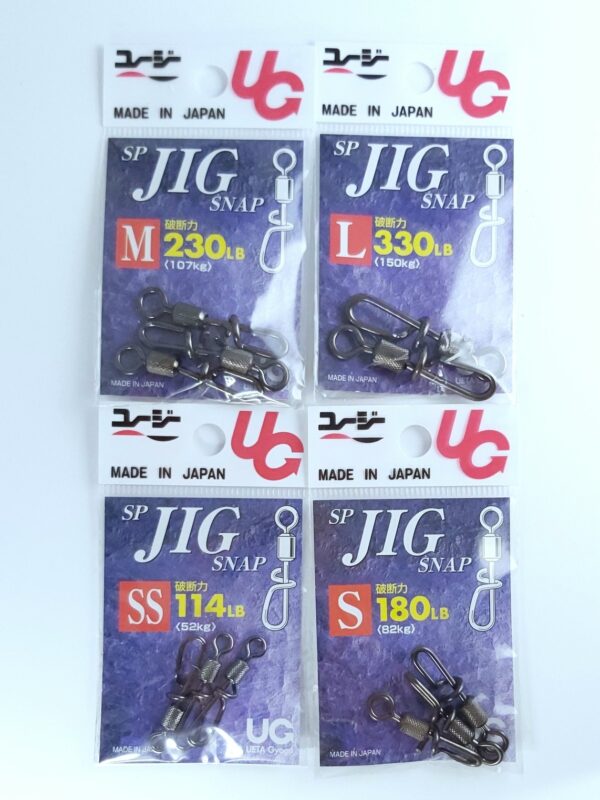 ユージ
UG
MADE IN JAPAN
SP JIG
SNAP
M
破断力
230LB
〈107kg〉
MADE IN JAPAN
ユージ
UG
MADE IN JAPAN
SP JIG
SNAP
L
破断力
330LB
〈150kg〉
MADE IN JAPAN
UETA
ユージ
UG
MADE IN JAPAN
SP JIG
SNAP
SS
破断力
114LB
〈52kg〉
UG
MADE IN
UETA
ユージ
UG
MADE IN JAPAN
SP JIG
SNAP
S
破断力
180LB
〈82kg〉
MADE IN JAPAN